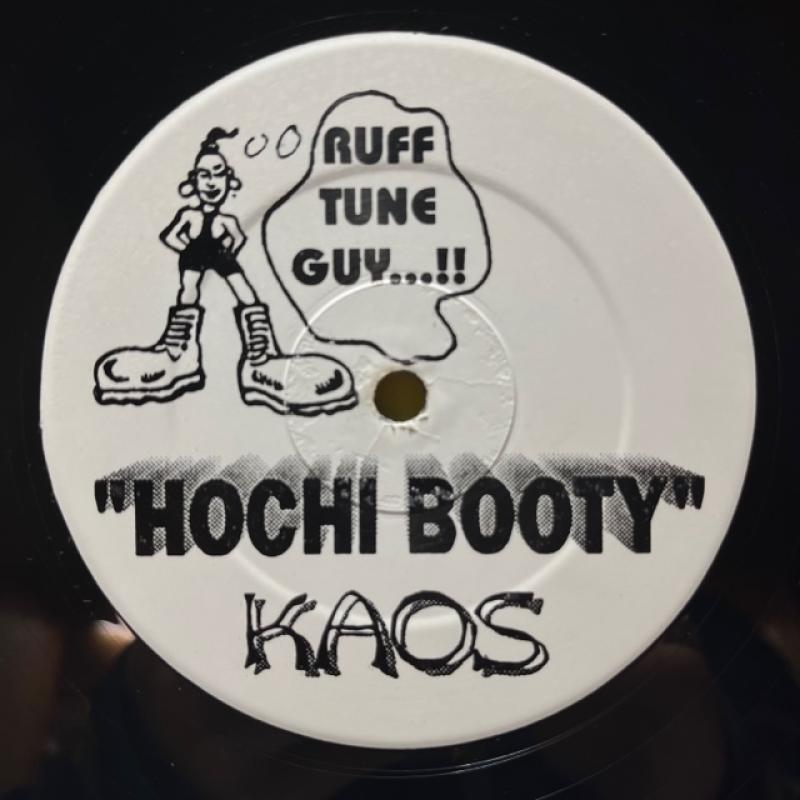 RUFF
TUNE
GUY...!!
"HOCHI BOOTY"
KAOS